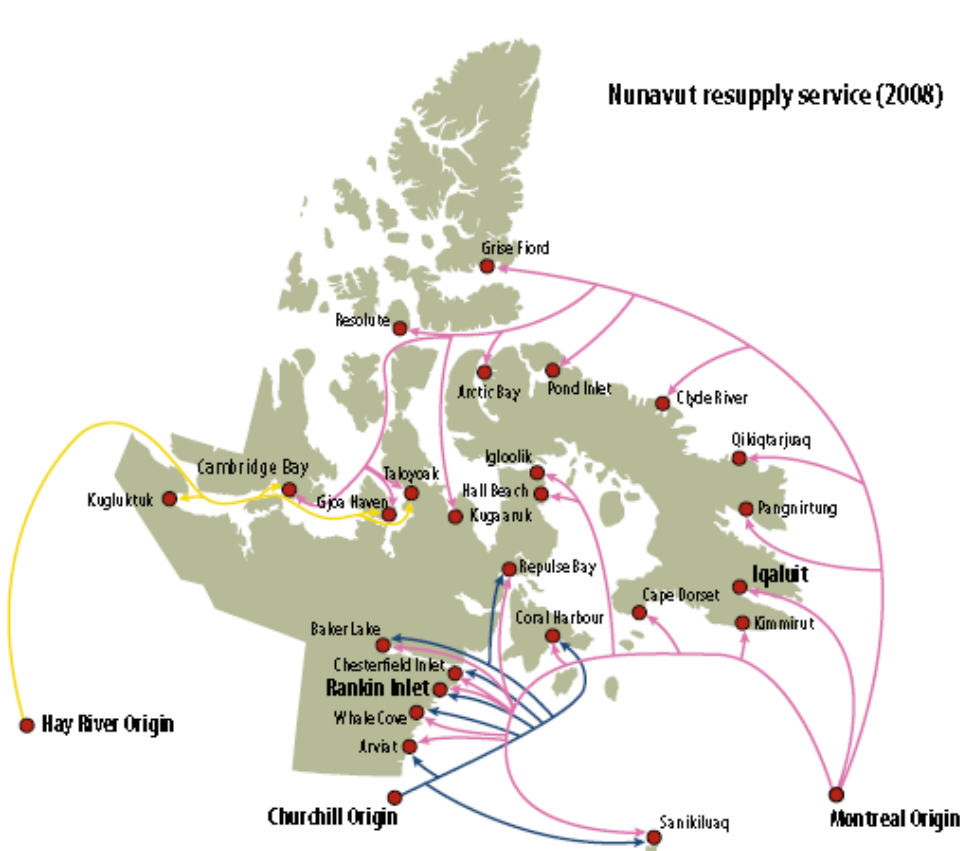 Nunavut resupply service (2008)
Grise Fiord
Resolute
Arctic Bay
Pond Inlet
Clyde River
Qikiqtarjuaq
Igloolik
Cambridge Bay
Taloyoak
Hall Beach
Kugluktuk
Gjoa Haven
Kugaaruk
Pangnirtung
Repulse Bay
Iqaluit
Cape Dorset
Coral Harbour
Kimmirut
Baker Lake
Chesterfield Inlet
Rankin Inlet
Whale Cove
Hay River Origin
Arviat
Churchill Origin
Sanikiluaq
Montreal Origin